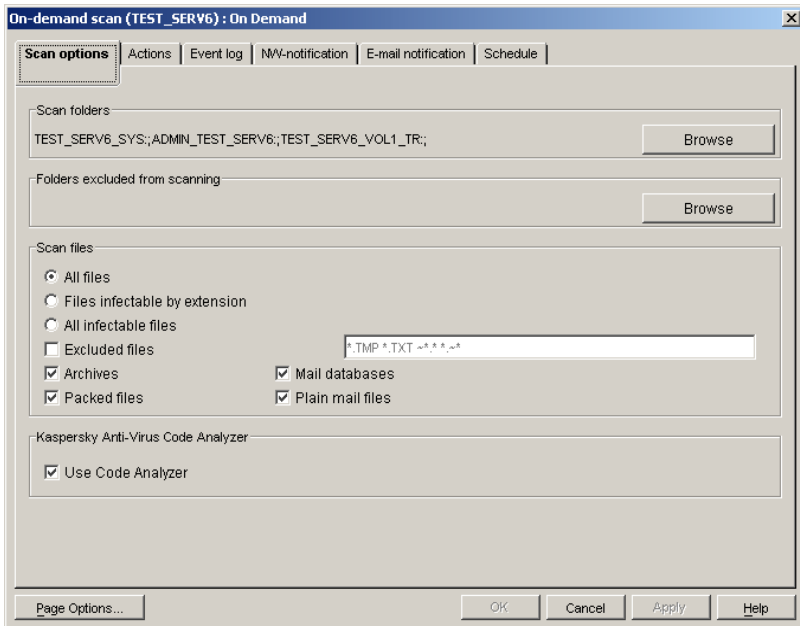 On-demand scan (TEST_SERV6) : On Demand
Scan options Actions Event log NW-notification E-mail notification Schedule
Scan folders
TEST_SERV6_SYS:;ADMIN_TEST_SERV6:;TEST_SERV6_VOL1_TR:;
Browse
Folders excluded from scanning
Browse
Scan files
All files
Files infectable by extension
All infectable files
Excluded files *.TMP *.TXT ~*.* *.~*
Archives Mail databases
Packed files Plain mail files
Kaspersky Anti-Virus Code Analyzer
Use Code Analyzer
Page Options... OK Cancel Apply Help